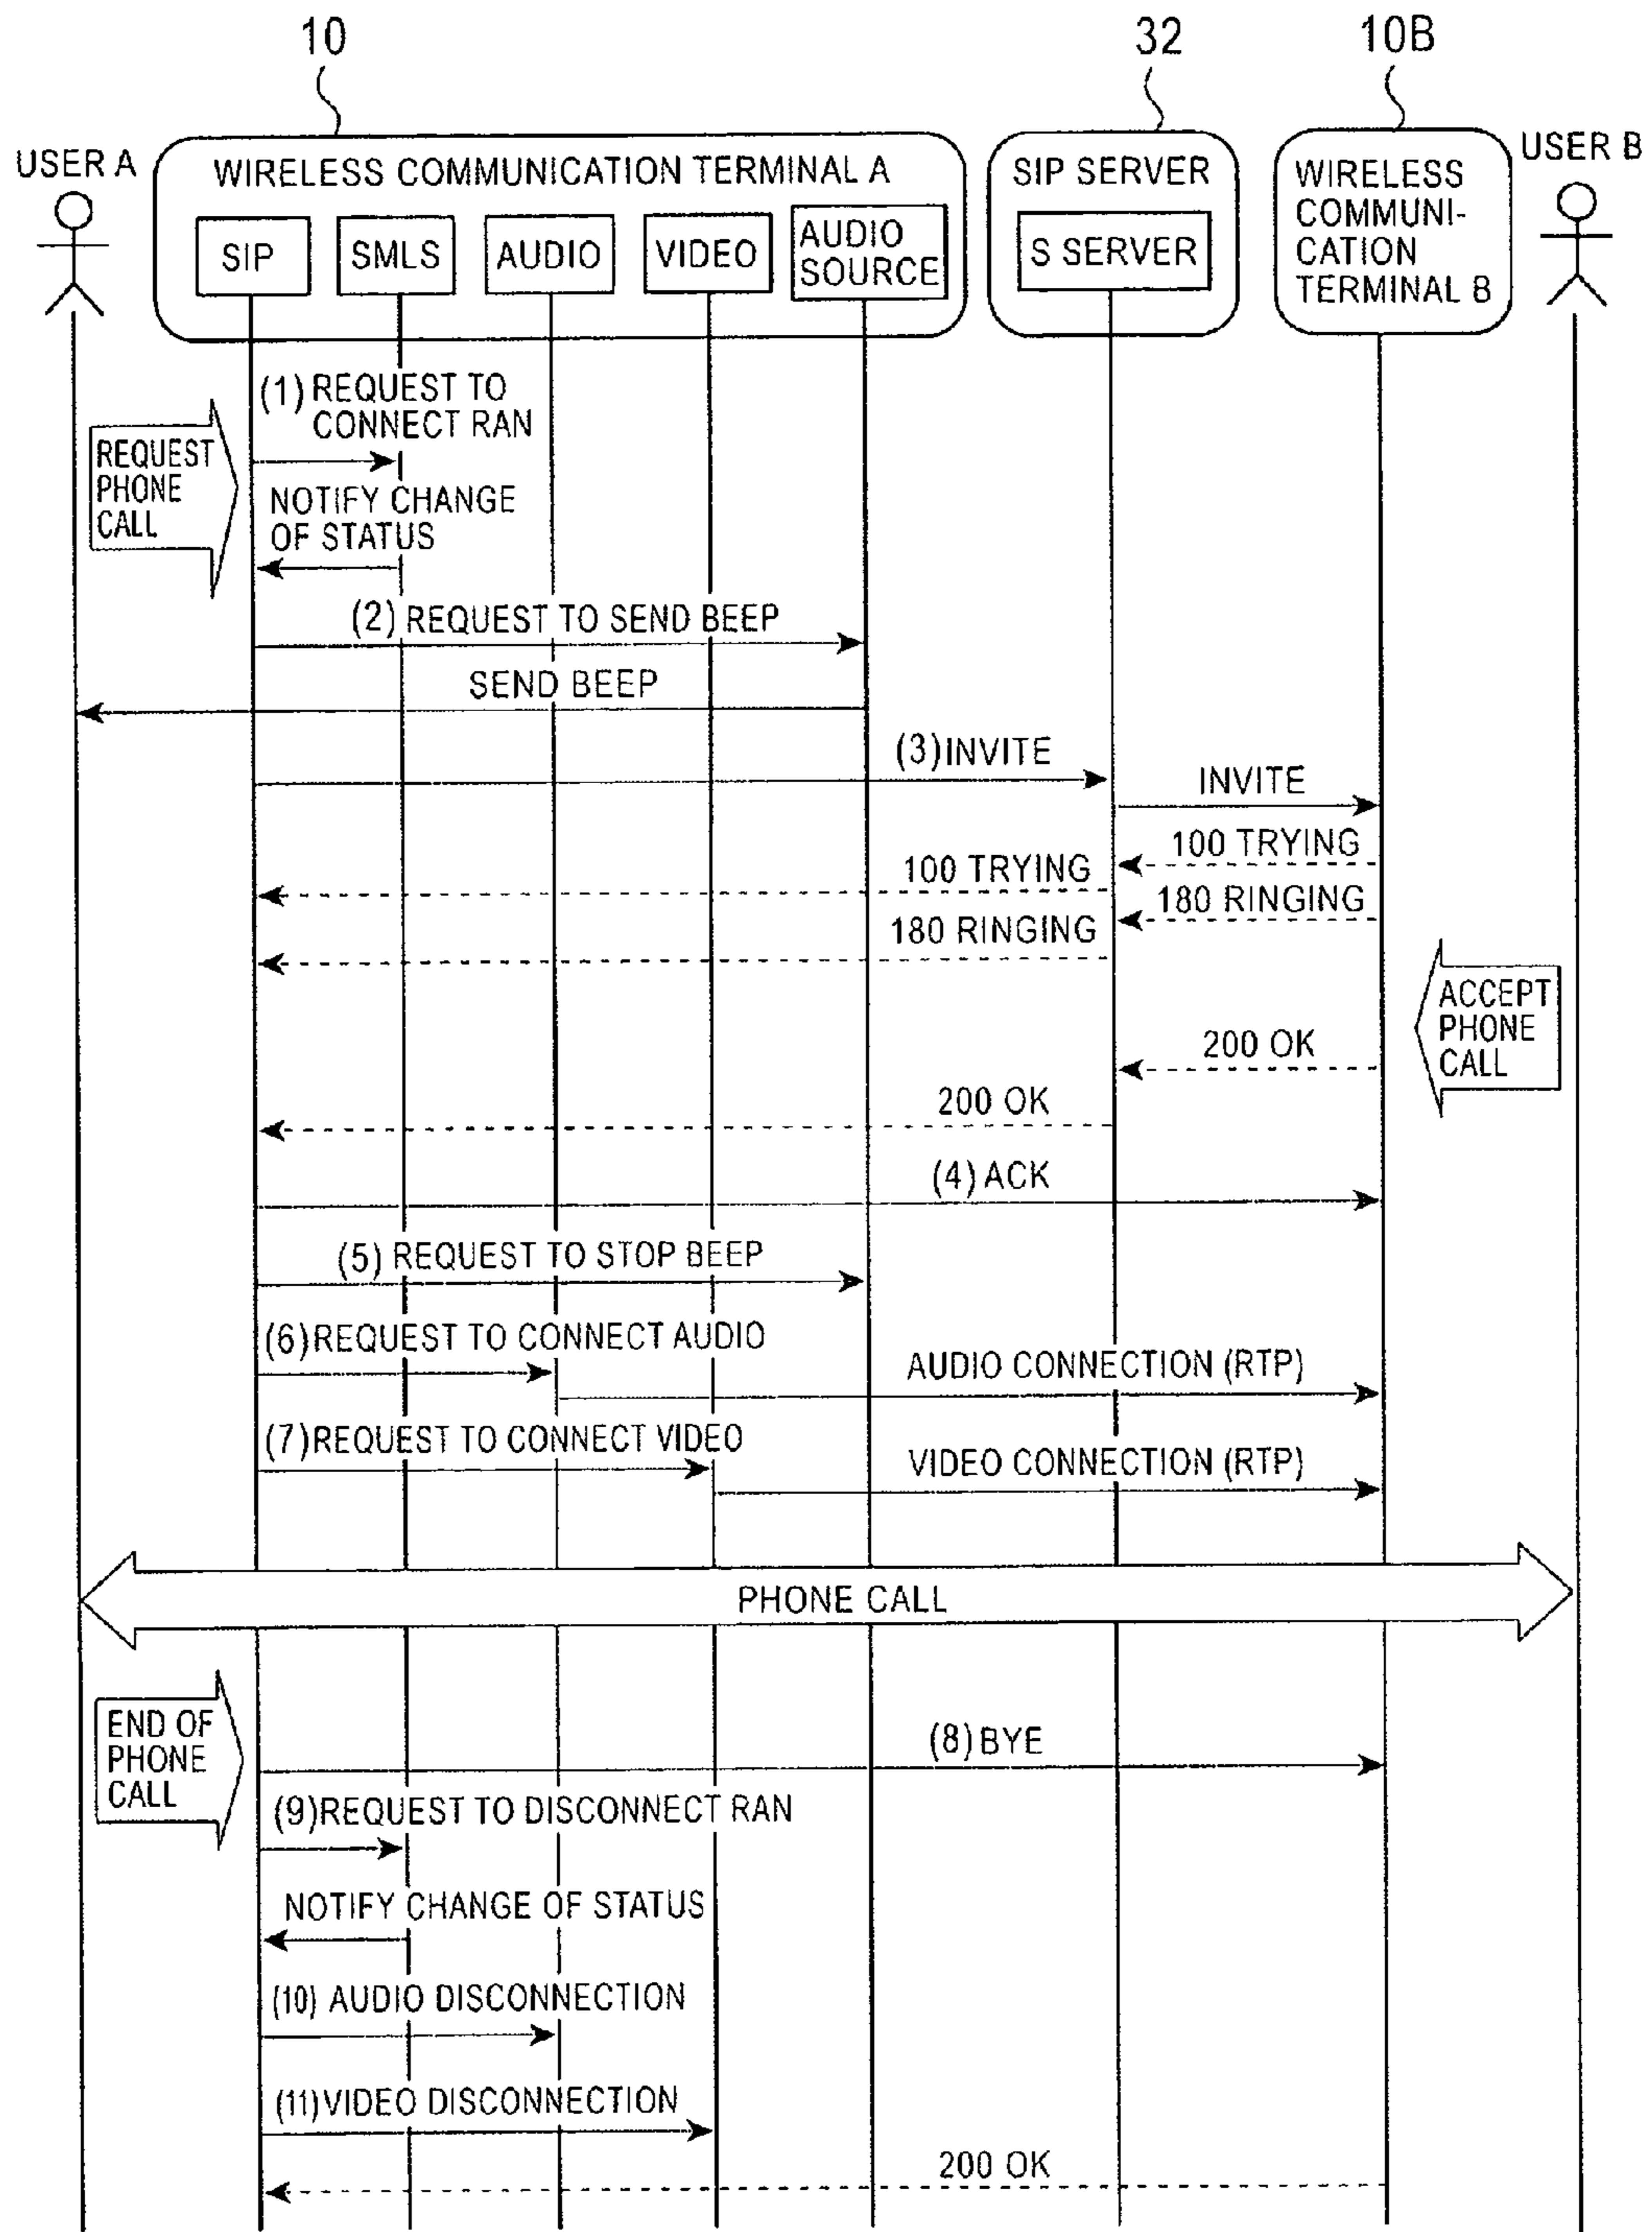 10
32
10B
USER A
WIRELESS COMMUNICATION TERMINAL A
SIP
SMLS
AUDIO
VIDEO
AUDIO
SOURCE
SIP SERVER
S SERVER
WIRELESS
COMMUNI-
CATION
TERMINAL B
USER B
(1) REQUEST TO
CONNECT RAN
REQUEST
PHONE
CALL
NOTIFY CHANGE
OF STATUS
(2) REQUEST TO SEND BEEP
SEND BEEP
(3) INVITE
INVITE
100 TRYING
100 TRYING
180 RINGING
180 RINGING
ACCEPT
PHONE
CALL
200 OK
200 OK
(4) ACK
(5) REQUEST TO STOP BEEP
(6) REQUEST TO CONNECT AUDIO
AUDIO CONNECTION (RTP)
(7) REQUEST TO CONNECT VIDEO
VIDEO CONNECTION (RTP)
PHONE CALL
END OF
PHONE
CALL
(8) BYE
(9) REQUEST TO DISCONNECT RAN
NOTIFY CHANGE OF STATUS
(10) AUDIO DISCONNECTION
(11) VIDEO DISCONNECTION
200 OK